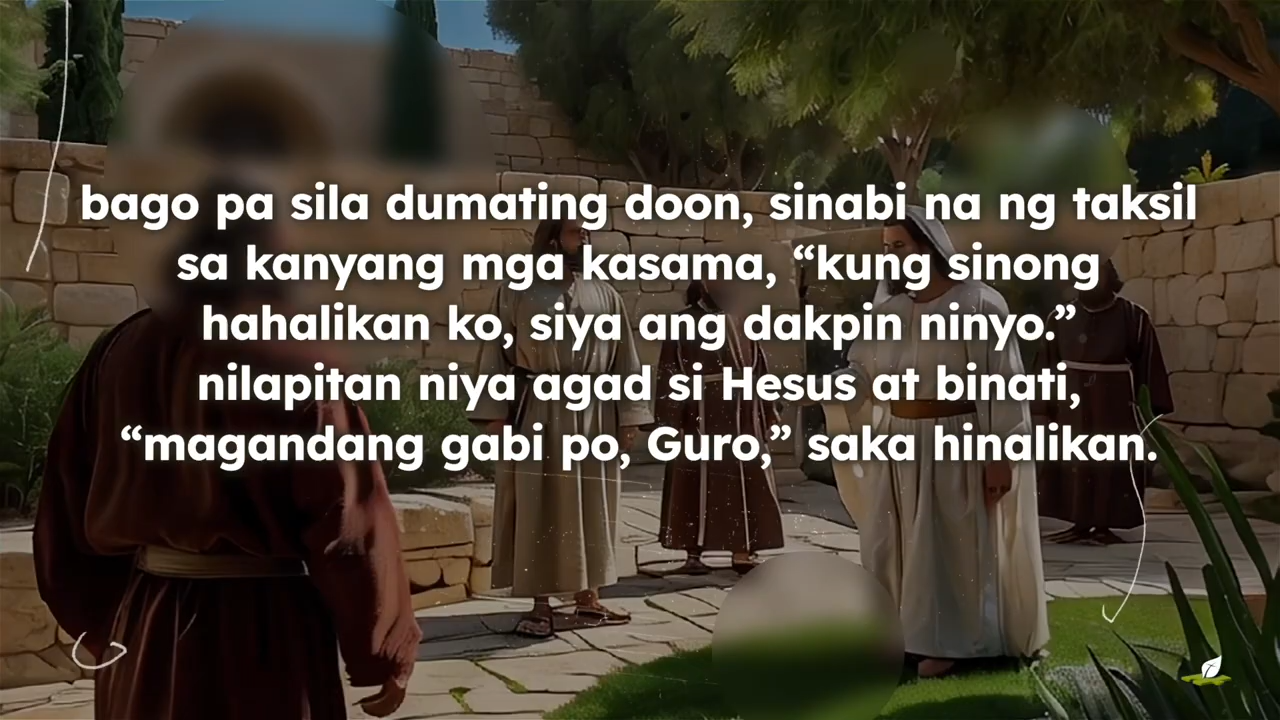 bago pa sila dumating doon, sinabi na ng taksil
sa kanyang mga kasama, “kung sinong
hahalikan ko, siya ang dakpin ninyo.”
nilapitan niya agad si Hesus at binati,
“magandang gabi po, Guro,” saka hinalikan.